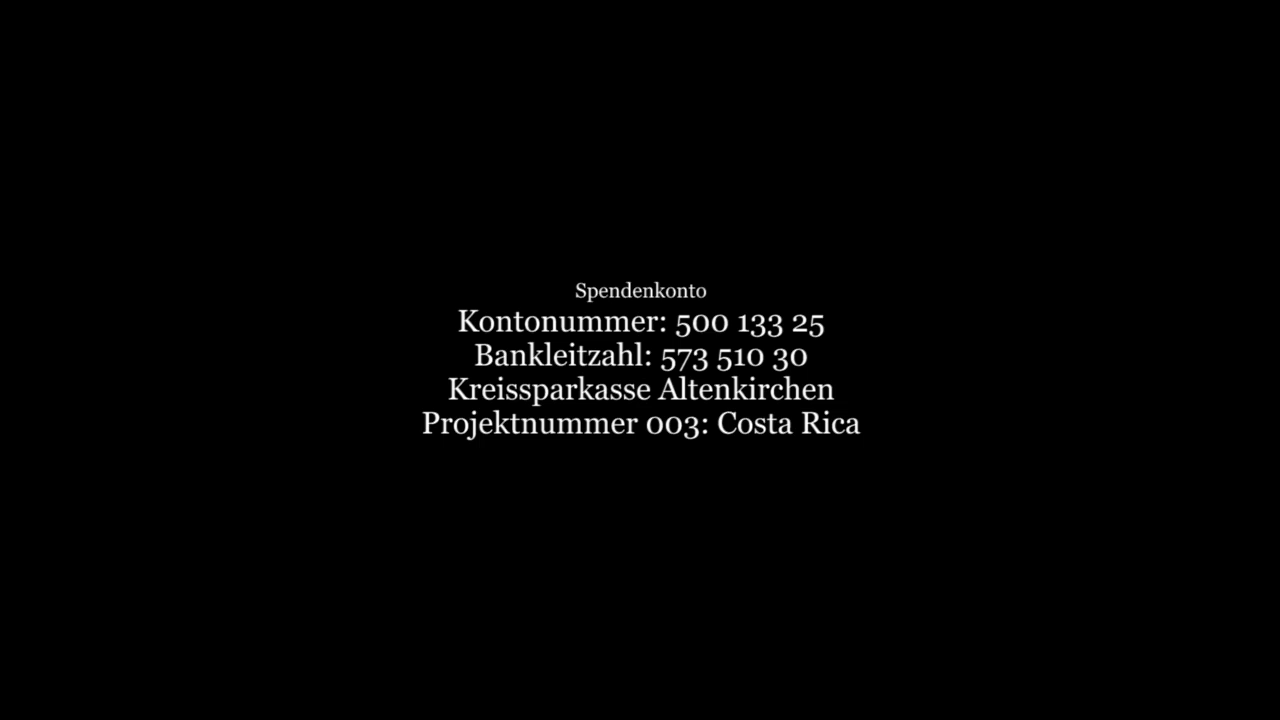 Spendenkonto
Kontonummer: 500 133 25
Bankleitzahl: 573 510 30
Kreissparkasse Altenkirchen
Projektnummer 003: Costa Rica